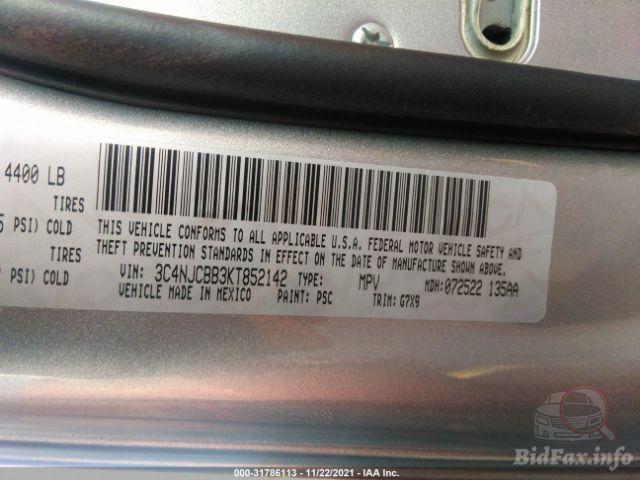 4400 LB
TIRES
PSI) COLD
TIRES
PSI) COLD
THIS VEHICLE CONFORMS TO ALL APPLICABLE U.S.A. FEDERAL MOTOR VEHICLE SAFETY AND
THEFT PREVENTION STANDARDS IN EFFECT ON THE DATE OF MANUFACTURE SHOWN ABOVE.
VIN: 3C4NJCBB3KT852142 TYPE: MPV MDH:072522 135AA
VEHICLE MADE IN MEXICO PAINT: PSC TRIM: G7X9
BidFax.info
000-31786113 - 11/22/2021 - IAA Inc.